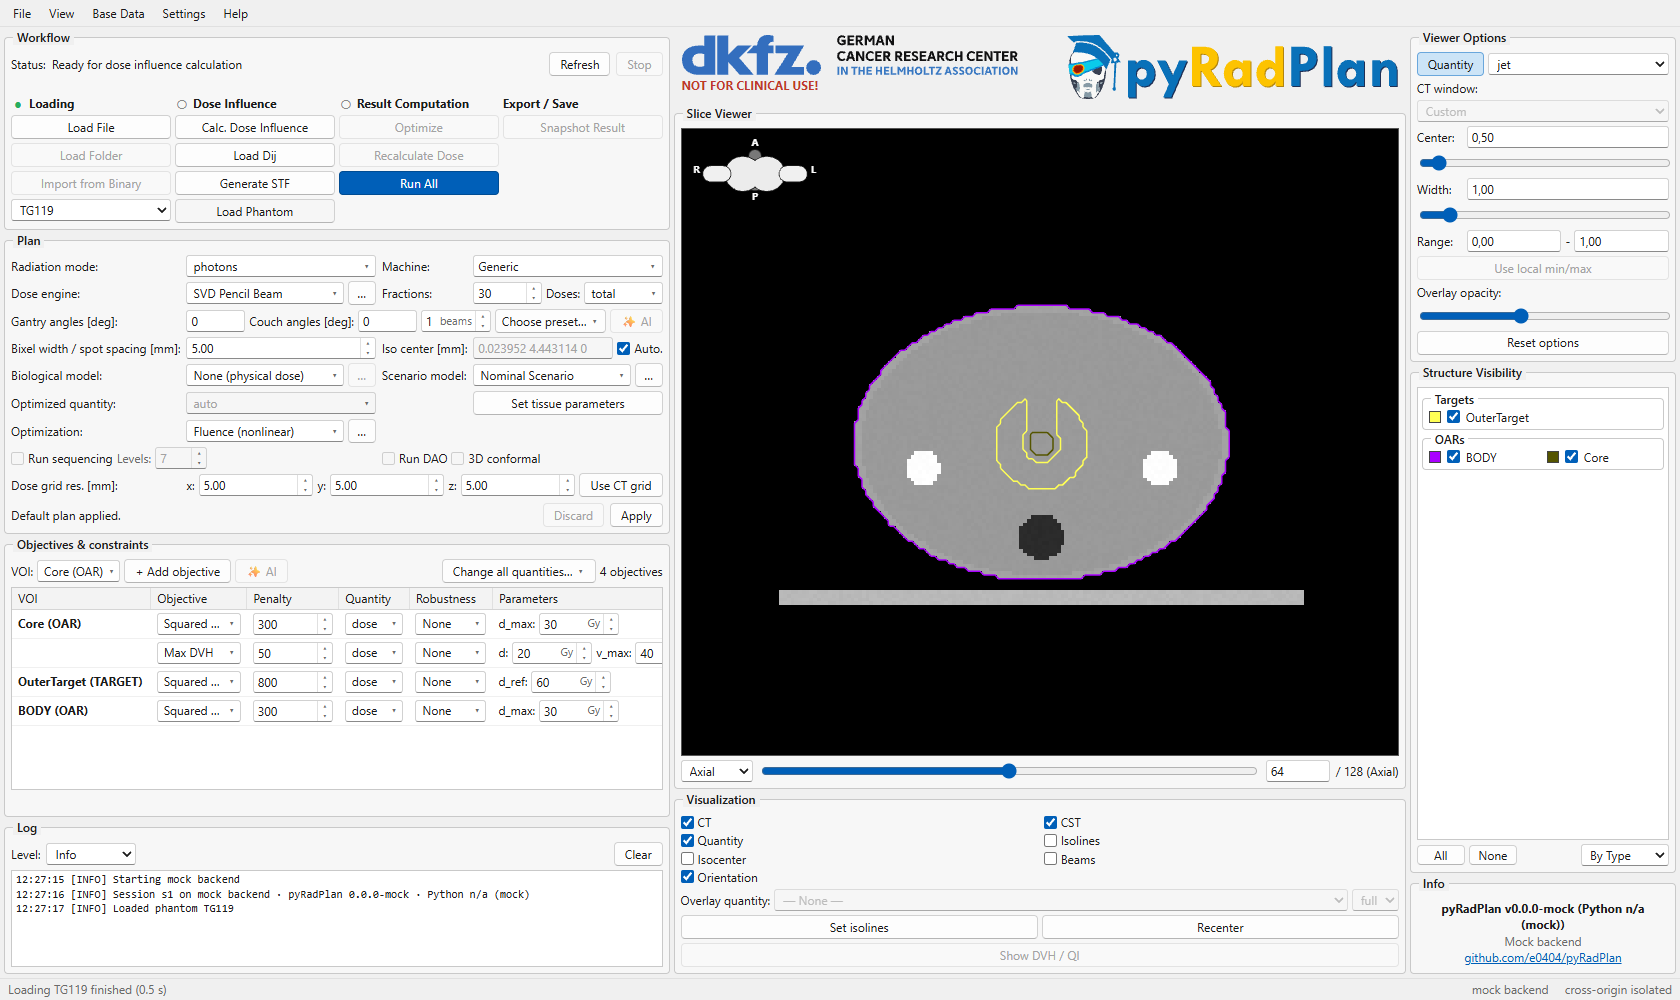 File View Base Data Settings Help
Workflow
Status: Ready for dose influence calculation
Refresh Stop
Loading Dose Influence Result Computation Export / Save
Load File Calc. Dose Influence Optimize Snapshot Result
Load Folder Load Dij Recalculate Dose
Import from Binary Generate STF Run All
TG119 Load Phantom
Plan
Radiation mode: photons Machine: Generic
Dose engine: SVD Pencil Beam ... Fractions: 30 Doses: total
Gantry angles [deg]: 0 Couch angles [deg]: 0 1 beams Choose preset... AI
Bixel width / spot spacing [mm]: 5.00 Iso center [mm]: 0.023952 4.443114 0 Auto.
Biological model: None (physical dose) ... Scenario model: Nominal Scenario ...
Optimized quantity: auto Set tissue parameters
Optimization: Fluence (nonlinear) ...
Run sequencing Levels: 7 Run DAO 3D conformal
Dose grid res. [mm]: x: 5.00 y: 5.00 z: 5.00 Use CT grid
Default plan applied. Discard Apply
Objectives & constraints
VOI: Core (OAR) + Add objective AI Change all quantities... 4 objectives
VOI Objective Penalty Quantity Robustness Parameters
Core (OAR) Squared ... 300 dose None d_max: 30 Gy
Max DVH 50 dose None d: 20 Gy v_max: 40
OuterTarget (TARGET) Squared ... 800 dose None d_ref: 60 Gy
BODY (OAR) Squared ... 300 dose None d_max: 30 Gy
Log
Level: Info Clear
12:27:15 [INFO] Starting mock backend
12:27:16 [INFO] Session s1 on mock backend · pyRadPlan 0.0.0-mock · Python n/a (mock)
12:27:17 [INFO] Loaded phantom TG119
Loading TG119 finished (0.5 s)
dkfz.
NOT FOR CLINICAL USE!
GERMAN
CANCER RESEARCH CENTER
IN THE HELMHOLTZ ASSOCIATION
pyRadPlan
Slice Viewer
A
R L
P
Axial 64 / 128 (Axial)
Visualization
CT CST
Quantity Isolines
Isocenter Beams
Orientation
Overlay quantity: — None — full
Set isolines Recenter
Show DVH / QI
Viewer Options
Quantity jet
CT window:
Custom
Center: 0,50
Width: 1,00
Range: 0,00 - 1,00
Use local min/max
Overlay opacity:
Reset options
Structure Visibility
Targets
OuterTarget
OARs
BODY Core
All None By Type
Info
pyRadPlan v0.0.0-mock (Python n/a
(mock))
Mock backend
github.com/e0404/pyRadPlan
mock backend cross-origin isolated